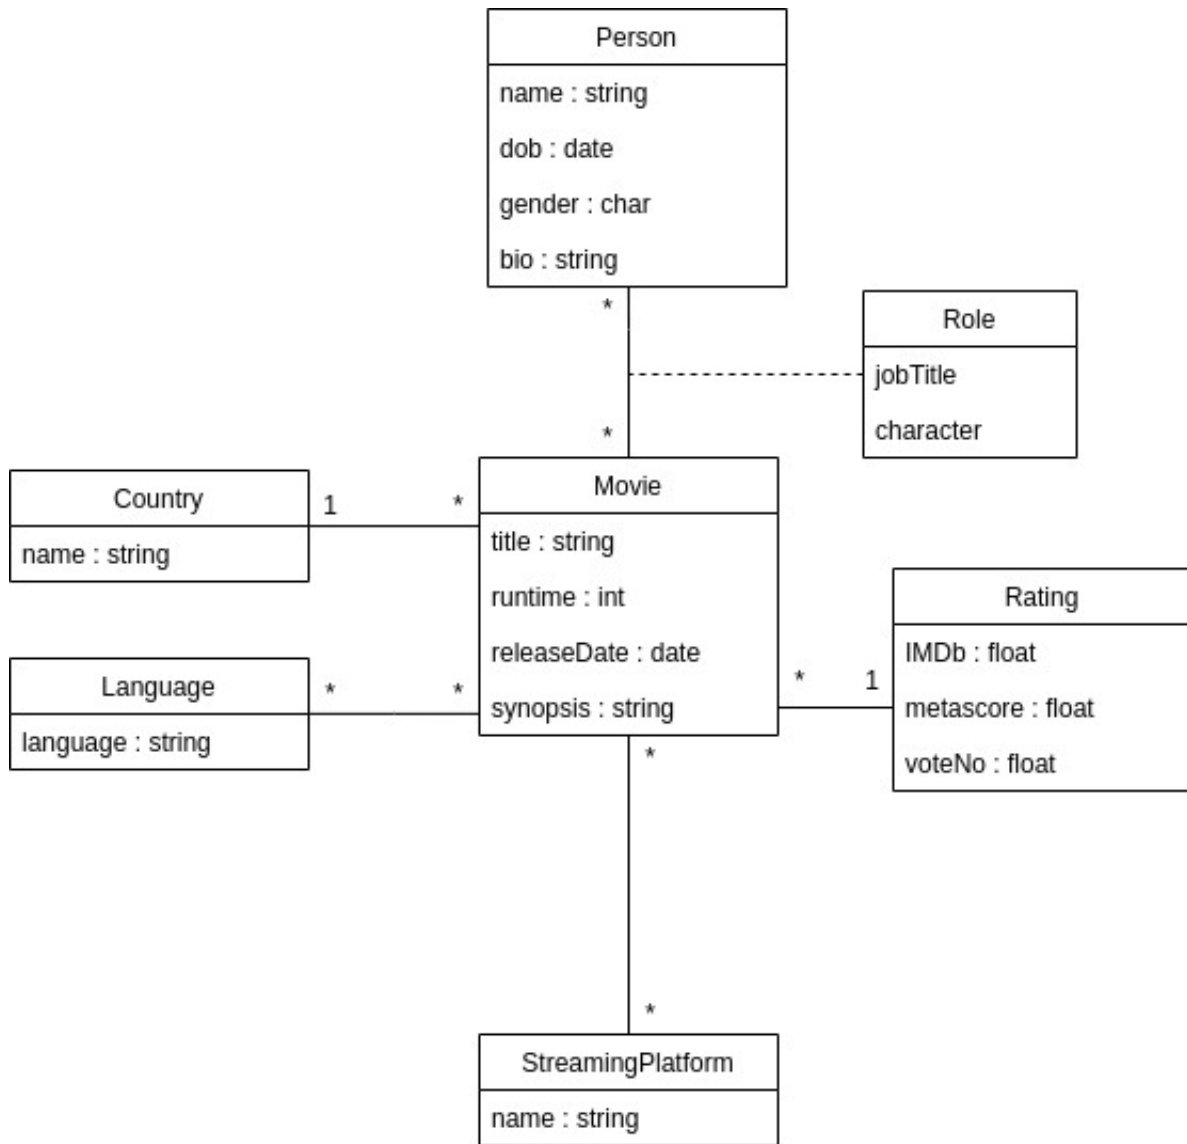 Person
name : string
dob : date
gender : char
bio : string
*
Role
jobTitle
character
*
Movie
title : string
runtime : int
releaseDate : date
synopsis : string
Country
name : string
1
*
Language
language : string
*
*
Rating
IMDb : float
metascore : float
voteNo : float
*
1
*
*
StreamingPlatform
name : string